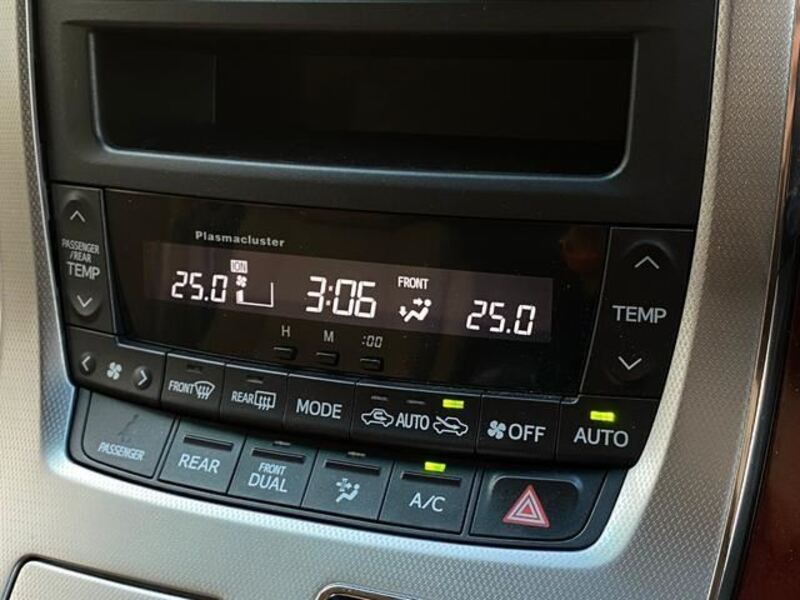 Plasmacluster
PASSENGER
/REAR
TEMP
25.0
ION
3:06
FRONT
25.0
TEMP
H M :00
FRONT
REAR
MODE
AUTO
OFF
AUTO
PASSENGER
REAR
FRONT
DUAL
A/C